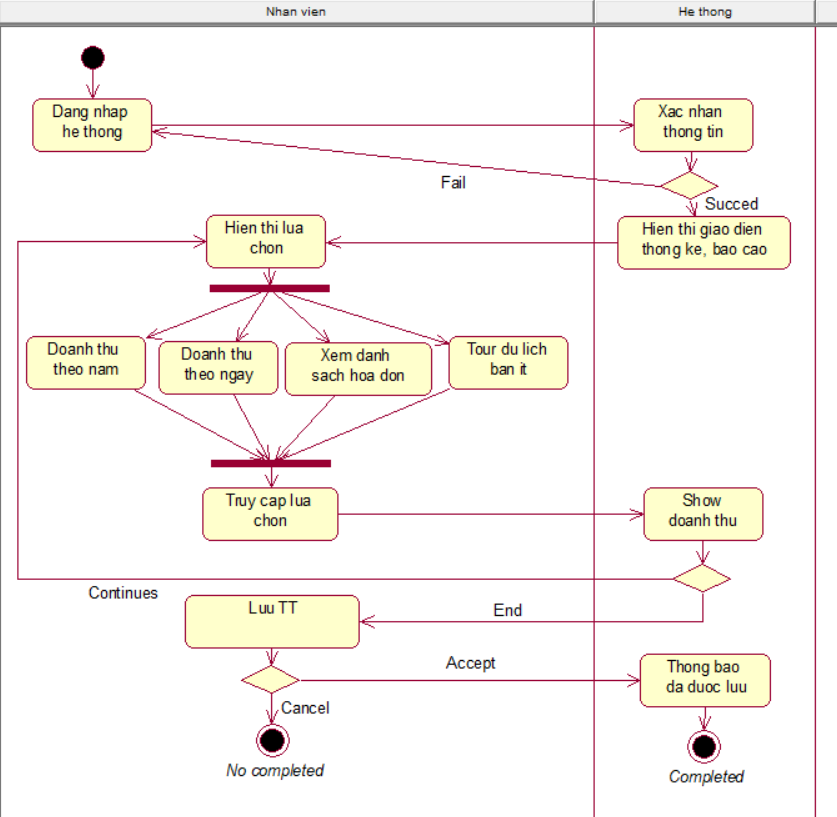 Nhan vien
He thong
Dang nhap
he thong
Xac nhan
thong tin
Fail
Succed
Hien thi lua
chon
Hien thi giao dien
thong ke, bao cao
Doanh thu
theo nam
Doanh thu
theo ngay
Xem danh
sach hoa don
Tour du lich
ban it
Truy cap lua
chon
Show
doanh thu
Continues
Luu TT
End
Accept
Thong bao
da duoc luu
Cancel
No completed
Completed